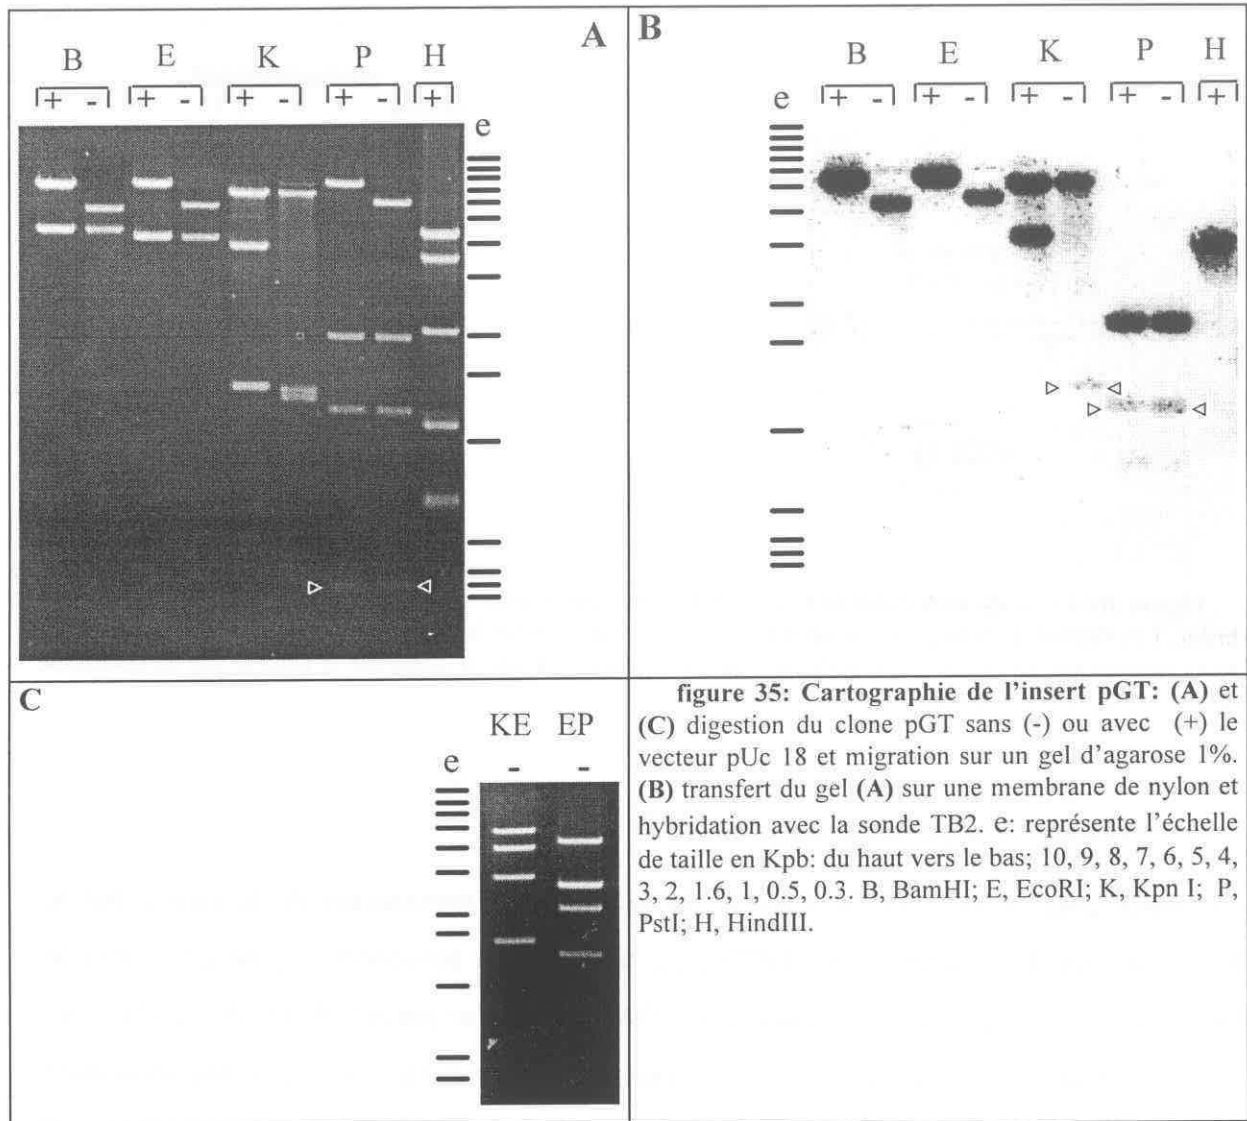 A
B E K P H
+ - + - + - + - +
e
B
B E K P H
e + - + - + - + - +
C
KE EP
e - -
figure 35: Cartographie de l'insert pGT: (A) et
(C) digestion du clone pGT sans (-) ou avec (+) le
vecteur pUc 18 et migration sur un gel d'agarose 1%.
(B) transfert du gel (A) sur une membrane de nylon et
hybridation avec la sonde TB2. e: représente l'échelle
de taille en Kpb: du haut vers le bas; 10, 9, 8, 7, 6, 5, 4,
3, 2, 1.6, 1, 0.5, 0.3. B, BamHI; E, EcoRI; K, Kpn I; P,
PstI; H, HindIII.